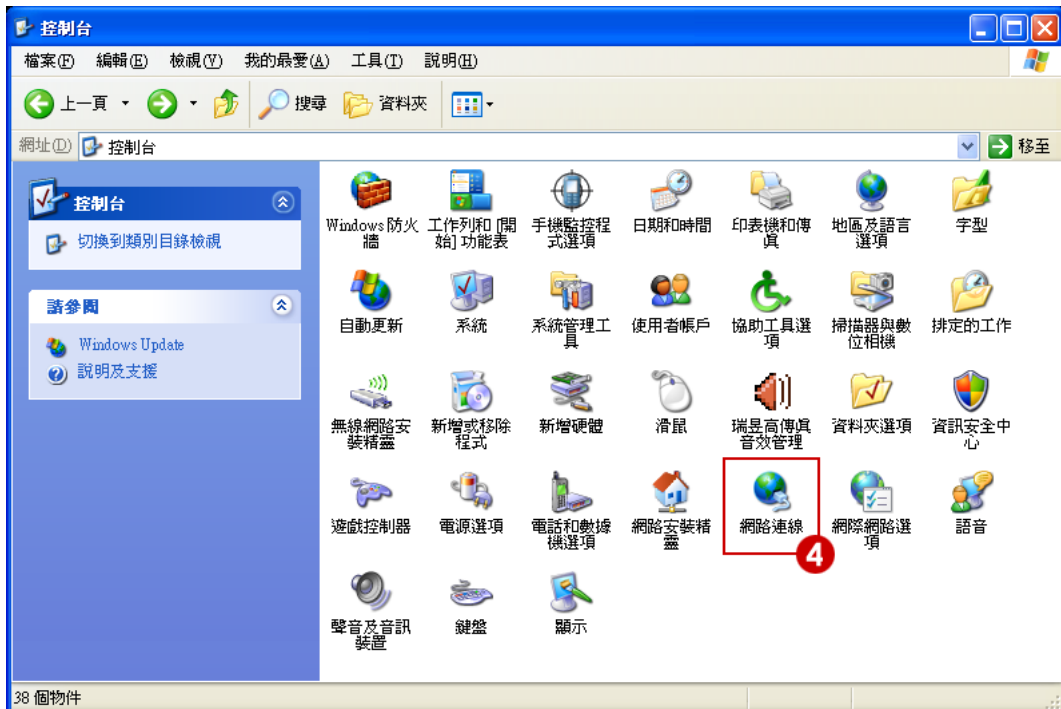 控制台
檔案(F) 編輯(E) 檢視(V) 我的最愛(A) 工具(T) 說明(H)
上一頁 搜尋 資料夾
網址(D) 控制台 移至
控制台
切換到類別目錄檢視
請參閱
Windows Update
說明及支援
Windows 防火牆
工作列和 [開始] 功能表
手機監控程式選項
日期和時間
印表機和傳真
地區及語言選項
字型
自動更新
系統
系統管理工具
使用者帳戶
協助工具選項
掃描器與數位相機
排定的工作
無線網路安裝精靈
新增或移除程式
新增硬體
滑鼠
瑞昱高傳真音效管理
資料夾選項
資訊安全中心
遊戲控制器
電源選項
電話和數據機選項
網路安裝精靈
網路連線
4
網際網路選項
語音
聲音及音訊裝置
鍵盤
顯示
38 個物件